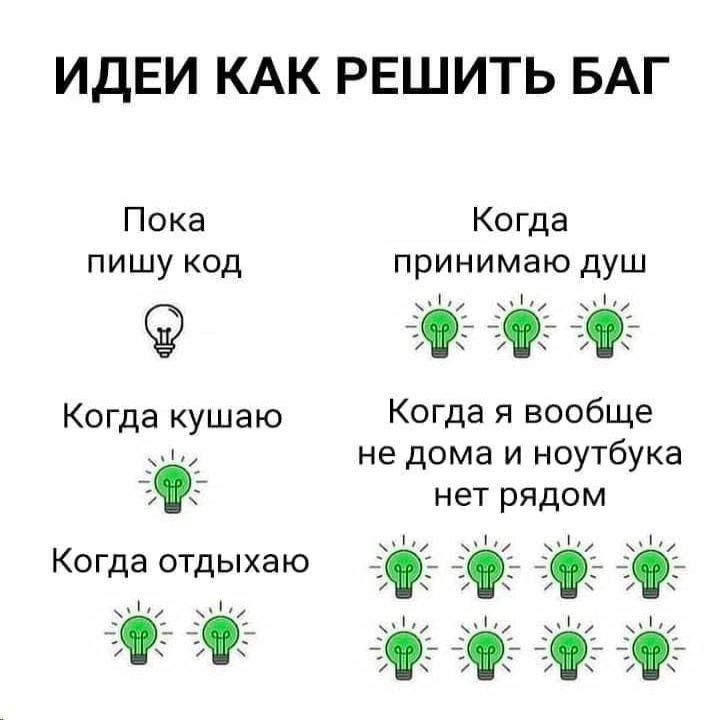 ИДЕИ КАК РЕШИТЬ БАГ
Пока
пишу код
Когда
принимаю душ
Когда кушаю
Когда я вообще
не дома и ноутбука
нет рядом
Когда отдыхаю